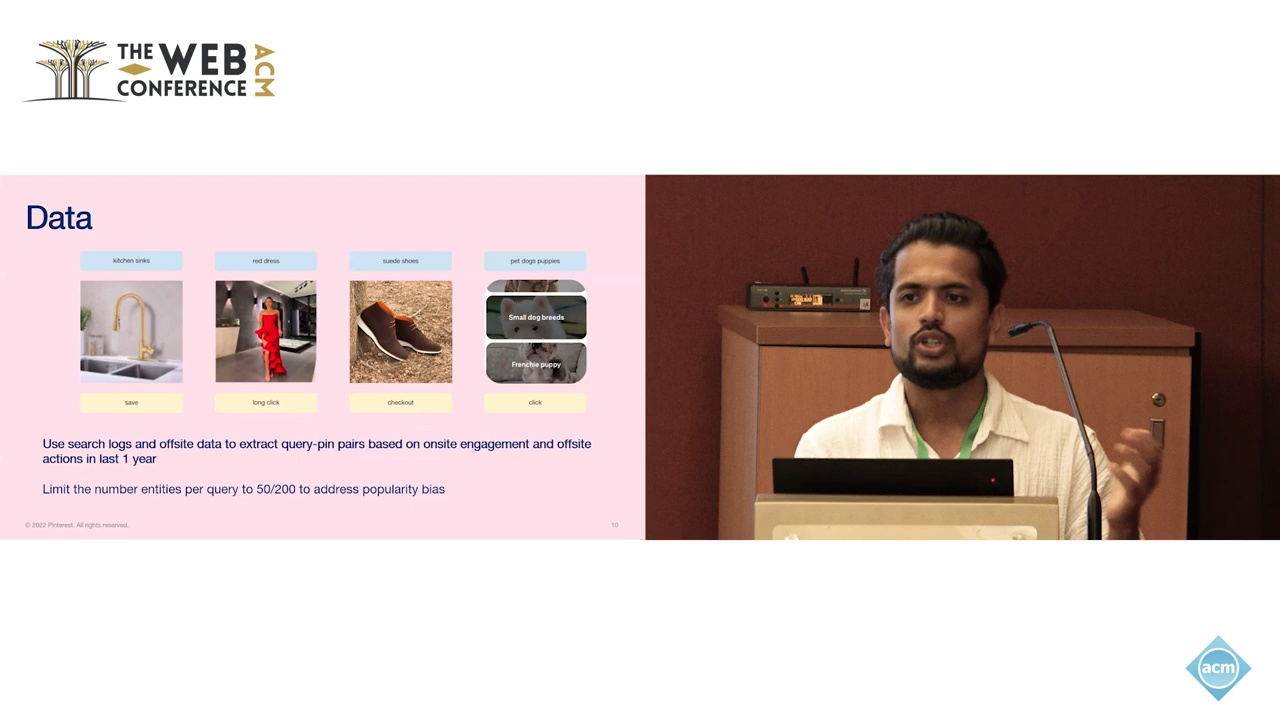 THE WEB
CONFERENCE
ACM
Data
kitchen sinks
red dress
suede shoes
pet dogs puppies
Small dog breeds
Frenchie puppy
save
long click
checkout
click
Use search logs and offsite data to extract query-pin pairs based on onsite engagement and offsite
actions in last 1 year
Limit the number entities per query to 50/200 to address popularity bias
© 2022 Pinterest. All rights reserved.
10
acm